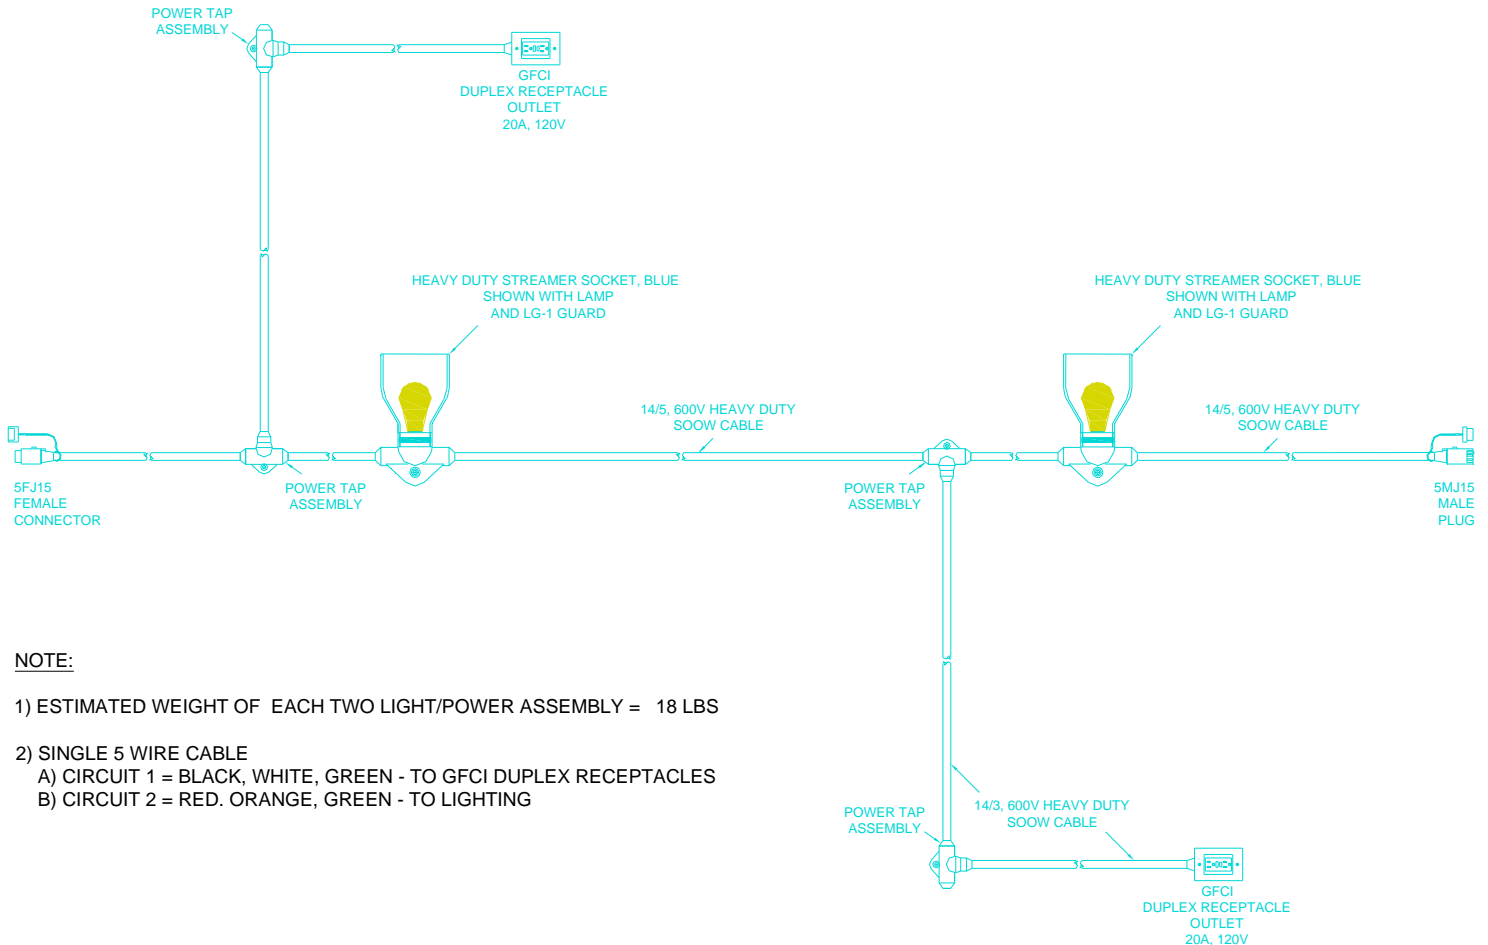 POWER TAP
ASSEMBLY
GFCI
DUPLEX RECEPTACLE
OUTLET
20A, 120V
HEAVY DUTY STREAMER SOCKET, BLUE
SHOWN WITH LAMP
AND LG-1 GUARD
HEAVY DUTY STREAMER SOCKET, BLUE
SHOWN WITH LAMP
AND LG-1 GUARD
14/5, 600V HEAVY DUTY
SOOW CABLE
14/5, 600V HEAVY DUTY
SOOW CABLE
5FJ15
FEMALE
CONNECTOR
POWER TAP
ASSEMBLY
POWER TAP
ASSEMBLY
5MJ15
MALE
PLUG
NOTE:
1) ESTIMATED WEIGHT OF EACH TWO LIGHT/POWER ASSEMBLY = 18 LBS
2) SINGLE 5 WIRE CABLE
A) CIRCUIT 1 = BLACK, WHITE, GREEN - TO GFCI DUPLEX RECEPTACLES
B) CIRCUIT 2 = RED. ORANGE, GREEN - TO LIGHTING
POWER TAP
ASSEMBLY
14/3, 600V HEAVY DUTY
SOOW CABLE
GFCI
DUPLEX RECEPTACLE
OUTLET
20A, 120V